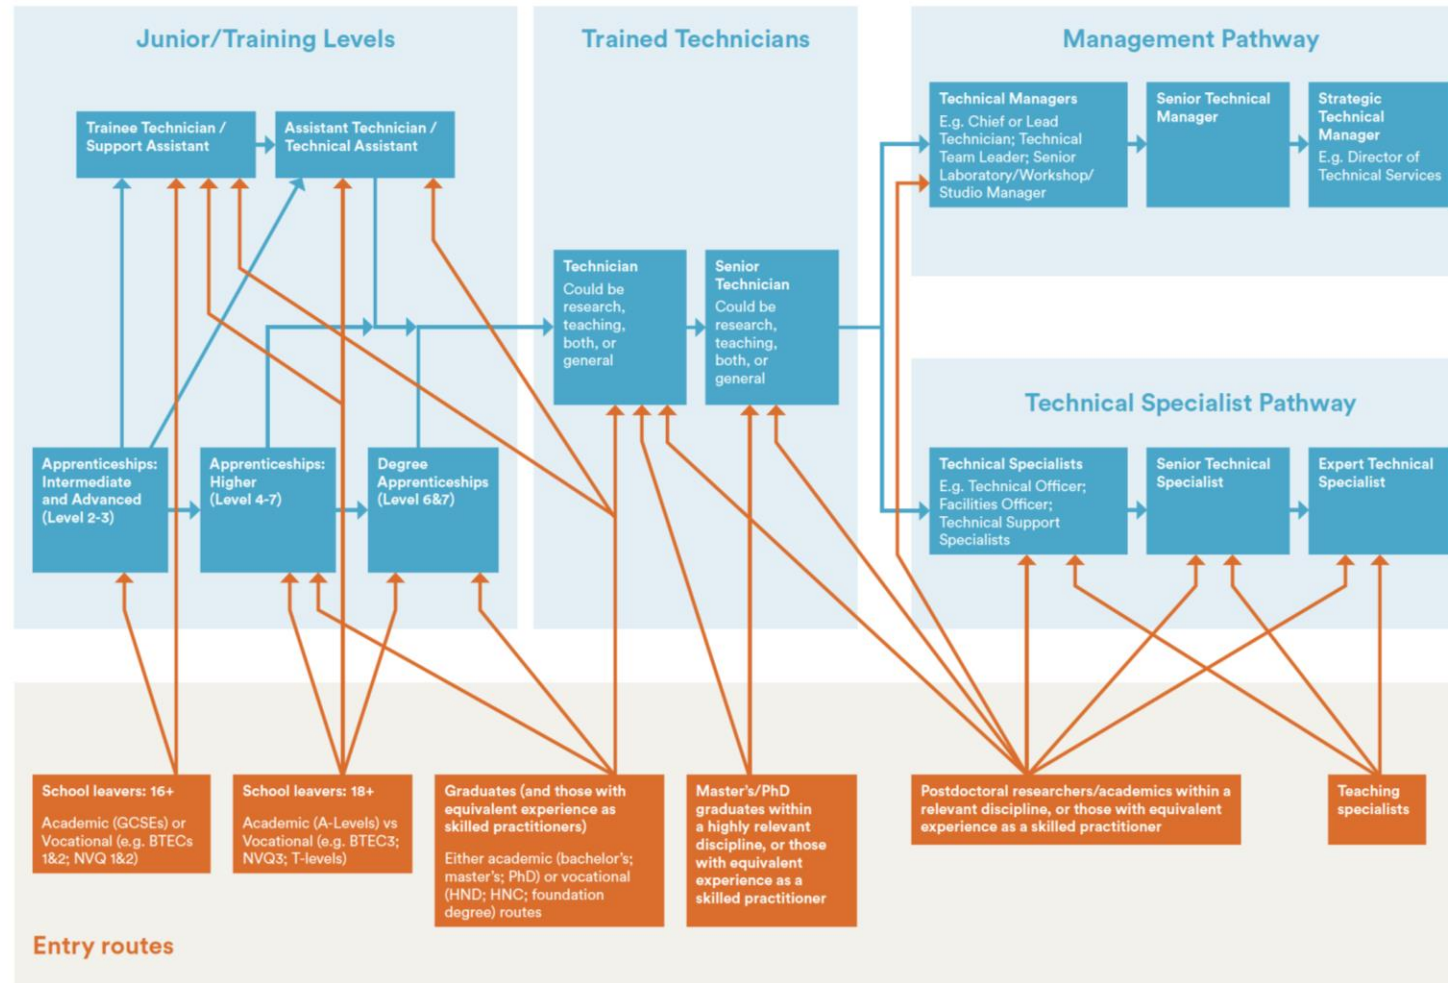 Junior/Training Levels
Trained Technicians
Management Pathway
Trainee Technician /
Support Assistant
Assistant Technician /
Technical Assistant
Technical Managers
E.g. Chief or Lead
Technician; Technical
Team Leader; Senior
Laboratory/Workshop/
Studio Manager
Senior Technical
Manager
Strategic
Technical
Manager
E.g. Director of
Technical Services
Technician
Could be
research,
teaching,
both, or
general
Senior
Technician
Could be
research,
teaching,
both, or
general
Technical Specialist Pathway
Apprenticeships:
Intermediate
and Advanced
(Level 2-3)
Apprenticeships:
Higher
(Level 4-7)
Degree
Apprenticeships
(Level 6&7)
Technical Specialists
E.g. Technical Officer;
Facilities Officer;
Technical Support
Specialists
Senior Technical
Specialist
Expert Technical
Specialist
School leavers: 16+
Academic (GCSEs) or
Vocational (e.g. BTECs
1&2; NVQ 1&2)
School leavers: 18+
Academic (A-Levels) vs
Vocational (e.g. BTEC3;
NVQ3; T-levels)
Graduates (and those with
equivalent experience as
skilled practitioners)
Either academic (bachelor's;
master's; PhD) or vocational
(HND; HNC; foundation
degree) routes
Master's/PhD
graduates within
a highly relevant
discipline, or those
with equivalent
experience as a
skilled practitioner
Postdoctoral researchers/academics within a
relevant discipline, or those with equivalent
experience as a skilled practitioner
Teaching
specialists
Entry routes